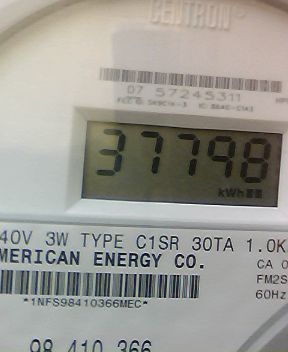 CENTRON®
07 57245311
37798
kWh
40V 3W TYPE C1SR 30TA 1.0K
MERICAN ENERGY CO.
CA 0
FM2S
60Hz
*1NFS98410366MEC*
98 410 366